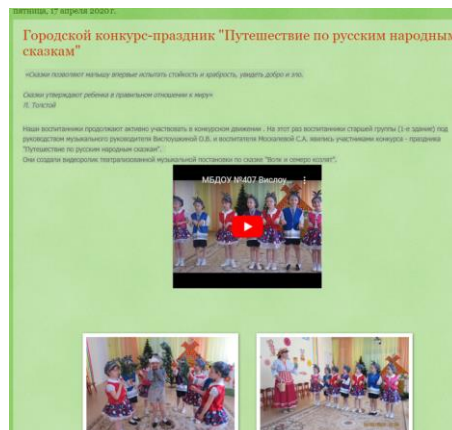 пятница, 17 апреля 2020 г.
Городской конкурс-праздник "Путешествие по русским народным
сказкам"
«Сказки позволяют малышу впервые испытать стойкость и храбрость, увидеть добро и зло.
Сказки утверждают ребенка в правильном отношении к миру»
Л. Толстой
Наши воспитанники продолжают активно участвовать в конкурсном движении . На этот раз воспитанники старшей группы (1-е здание) под
руководством музыкального руководителя Вислоушкиной О.В. и воспитателя Москалевой С.А. явились участниками конкурса - праздника
"Путешествие по русским народным сказкам".
Они создали видеоролик театрализованной музыкальной постановки по сказке "Волк и семеро козлят".
МБДОУ №407 Вислоу...